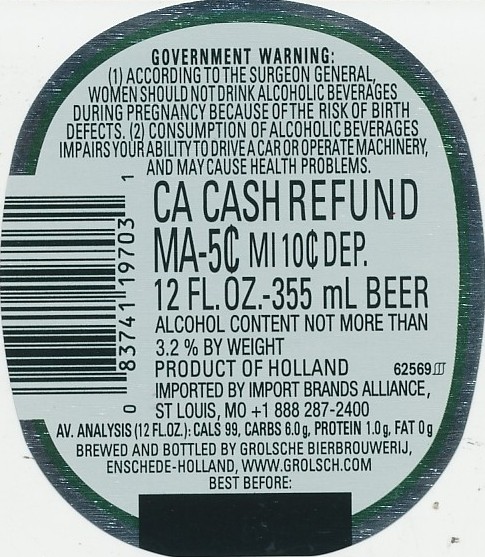 GOVERNMENT WARNING:
(1) ACCORDING TO THE SURGEON GENERAL,
WOMEN SHOULD NOT DRINK ALCOHOLIC BEVERAGES
DURING PREGNANCY BECAUSE OF THE RISK OF BIRTH
DEFECTS. (2) CONSUMPTION OF ALCOHOLIC BEVERAGES
IMPAIRS YOUR ABILITY TO DRIVE A CAR OR OPERATE MACHINERY,
AND MAY CAUSE HEALTH PROBLEMS.
0 83741 19703 1
CA CASH REFUND
MA-5¢ MI 10¢ DEP.
12 FL. OZ.-355 mL BEER
ALCOHOL CONTENT NOT MORE THAN
3.2 % BY WEIGHT
PRODUCT OF HOLLAND 62569
IMPORTED BY IMPORT BRANDS ALLIANCE,
ST LOUIS, MO +1 888 287-2400
AV. ANALYSIS (12 FL.OZ.): CALS 99, CARBS 6.0g, PROTEIN 1.0g, FAT 0g
BREWED AND BOTTLED BY GROLSCHE BIERBROUWERIJ,
ENSCHEDE-HOLLAND, WWW.GROLSCH.COM
BEST BEFORE: